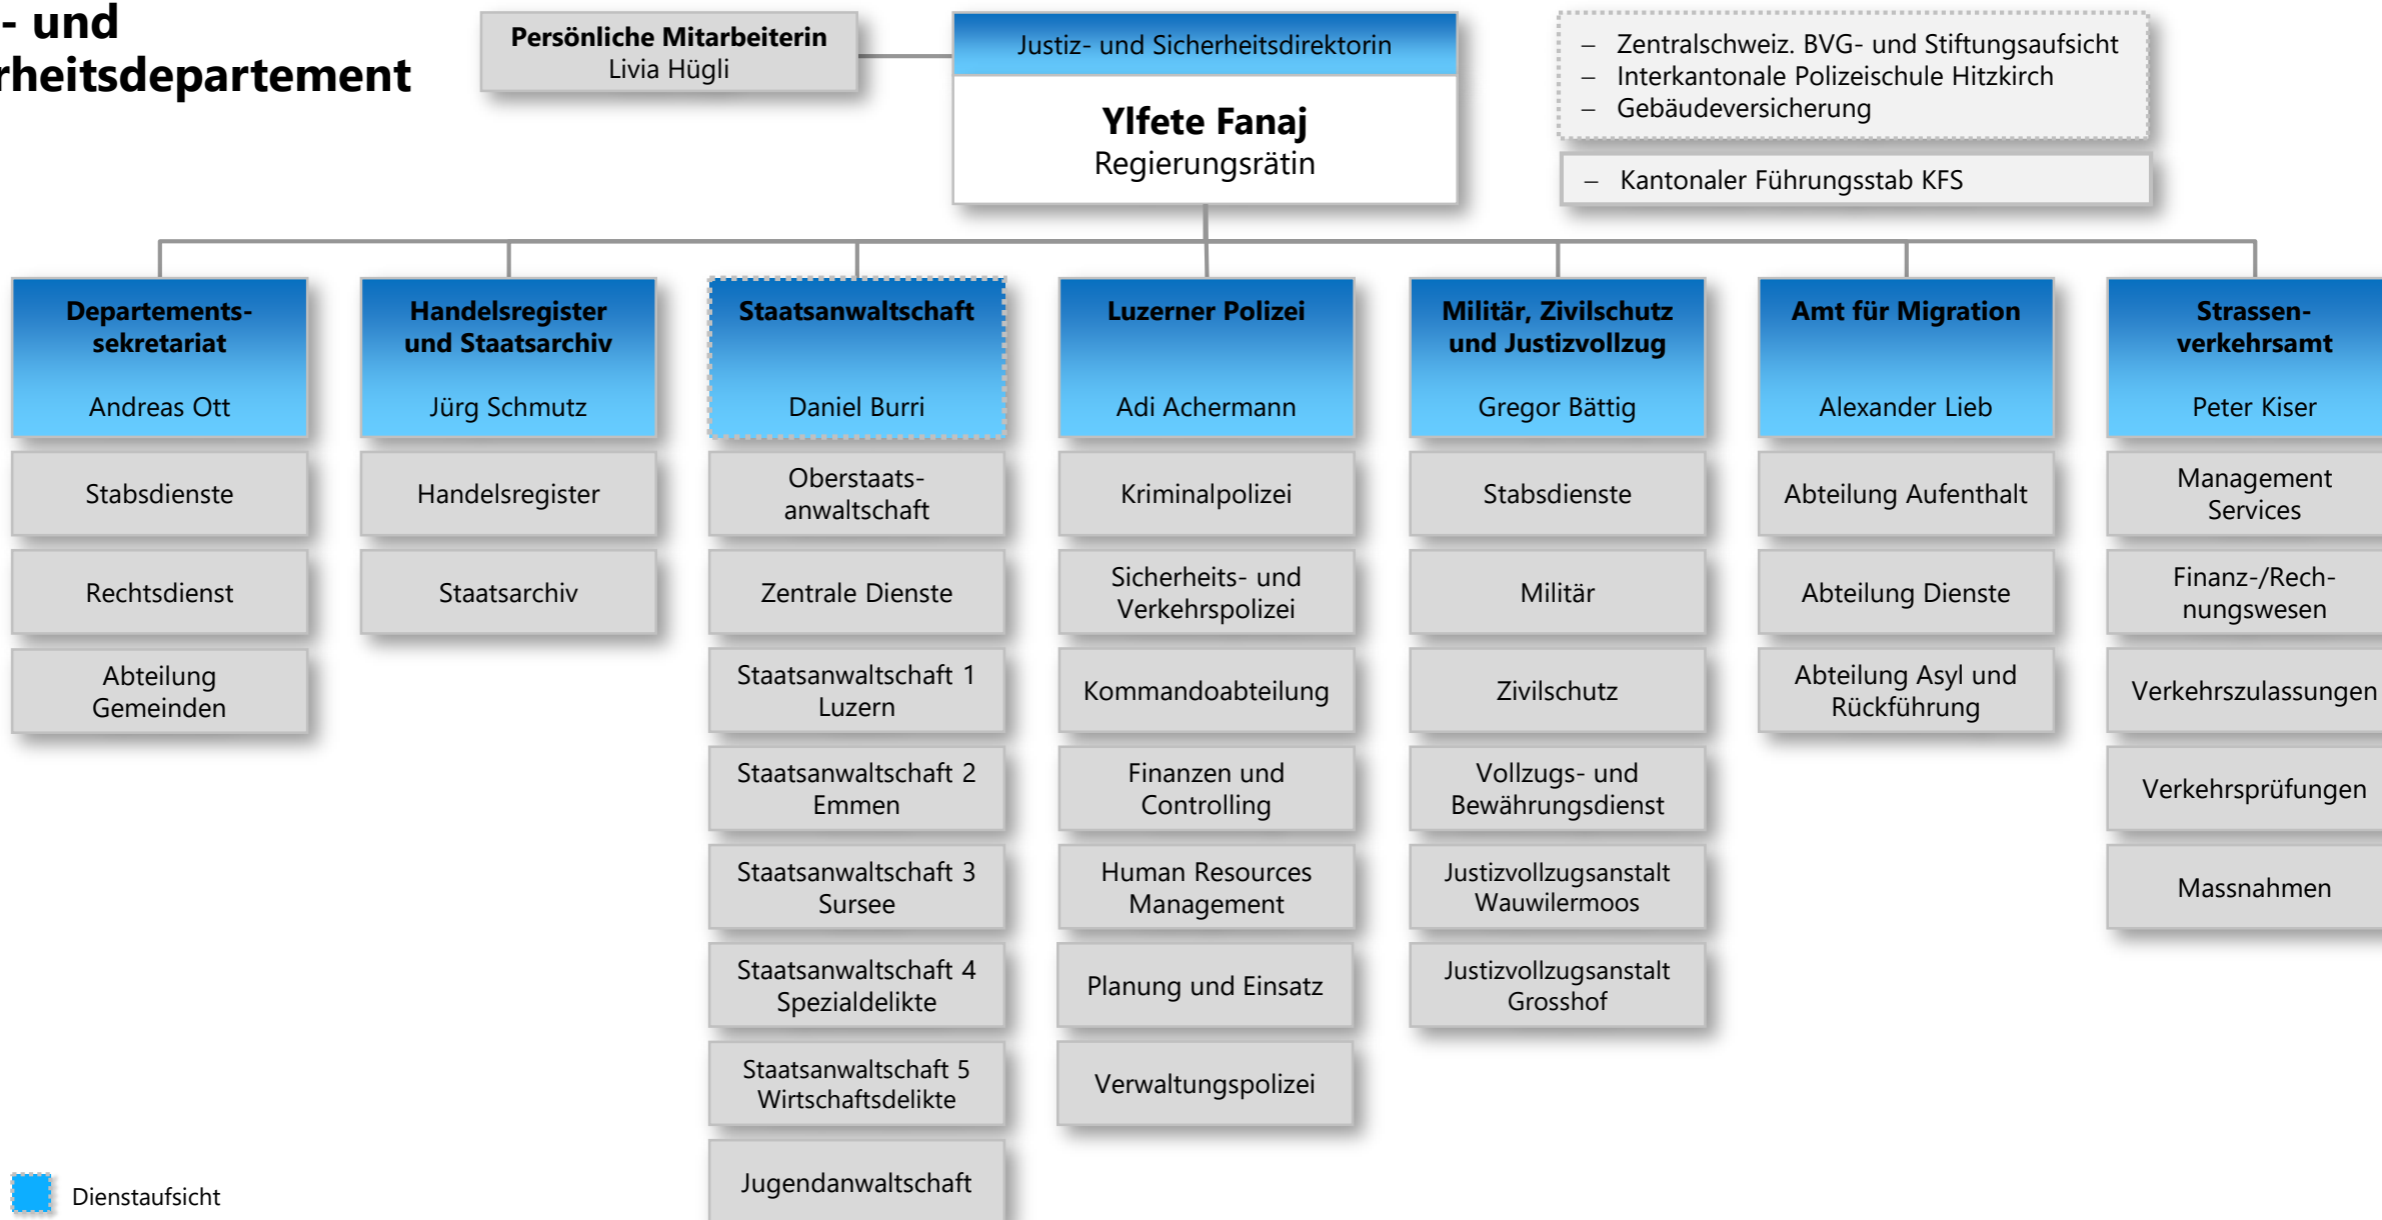 - und
rheitsdepartement
Persönliche Mitarbeiterin
Livia Hügli
Justiz- und Sicherheitsdirektorin
Ylfete Fanaj
Regierungsrätin
– Zentralschweiz. BVG- und Stiftungsaufsicht
– Interkantonale Polizeischule Hitzkirch
– Gebäudeversicherung
– Kantonaler Führungsstab KFS
Departements-
sekretariat
Andreas Ott
Stabsdienste
Rechtsdienst
Abteilung
Gemeinden
Handelsregister
und Staatsarchiv
Jürg Schmutz
Handelsregister
Staatsarchiv
Staatsanwaltschaft
Daniel Burri
Oberstaats-
anwaltschaft
Zentrale Dienste
Staatsanwaltschaft 1
Luzern
Staatsanwaltschaft 2
Emmen
Staatsanwaltschaft 3
Sursee
Staatsanwaltschaft 4
Spezialdelikte
Staatsanwaltschaft 5
Wirtschaftsdelikte
Jugendanwaltschaft
Luzerner Polizei
Adi Achermann
Kriminalpolizei
Sicherheits- und
Verkehrspolizei
Kommandoabteilung
Finanzen und
Controlling
Human Resources
Management
Planung und Einsatz
Verwaltungspolizei
Militär, Zivilschutz
und Justizvollzug
Gregor Bättig
Stabsdienste
Militär
Zivilschutz
Vollzugs- und
Bewährungsdienst
Justizvollzugsanstalt
Wauwilermoos
Justizvollzugsanstalt
Grosshof
Amt für Migration
Alexander Lieb
Abteilung Aufenthalt
Abteilung Dienste
Abteilung Asyl und
Rückführung
Strassen-
verkehrsamt
Peter Kiser
Management
Services
Finanz-/Rech-
nungswesen
Verkehrszulassungen
Verkehrsprüfungen
Massnahmen
Dienstaufsicht